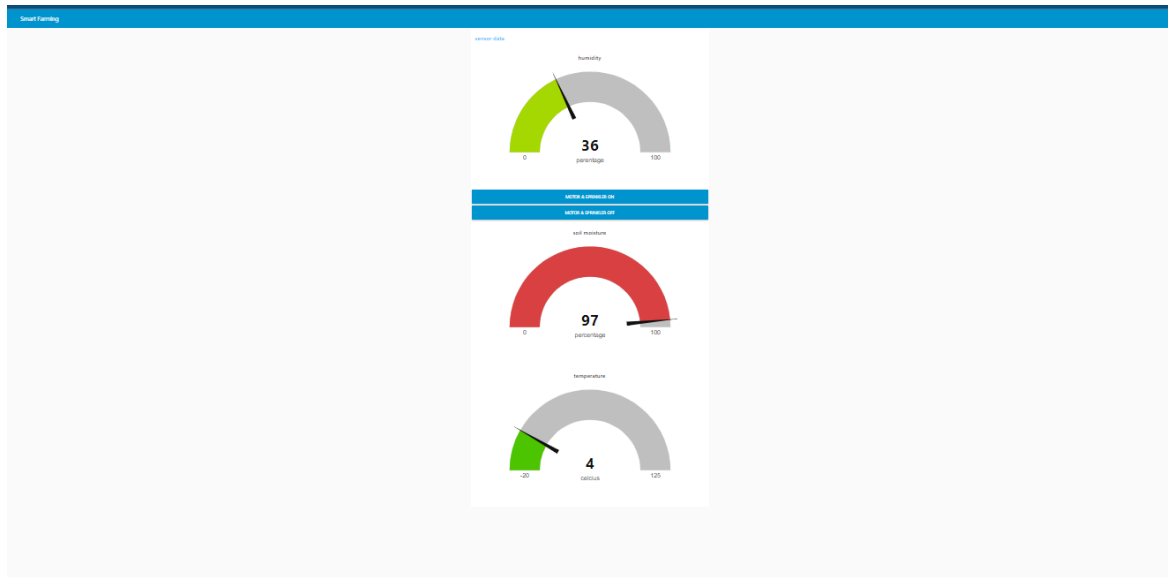 Smart Farming
sensor data
humidity
36
0
100
parentage
MOTOR & SPRINKLER ON
MOTOR & SPRINKLER OFF
soil moisture
97
0
100
percentage
temperature
4
-20
125
celcius